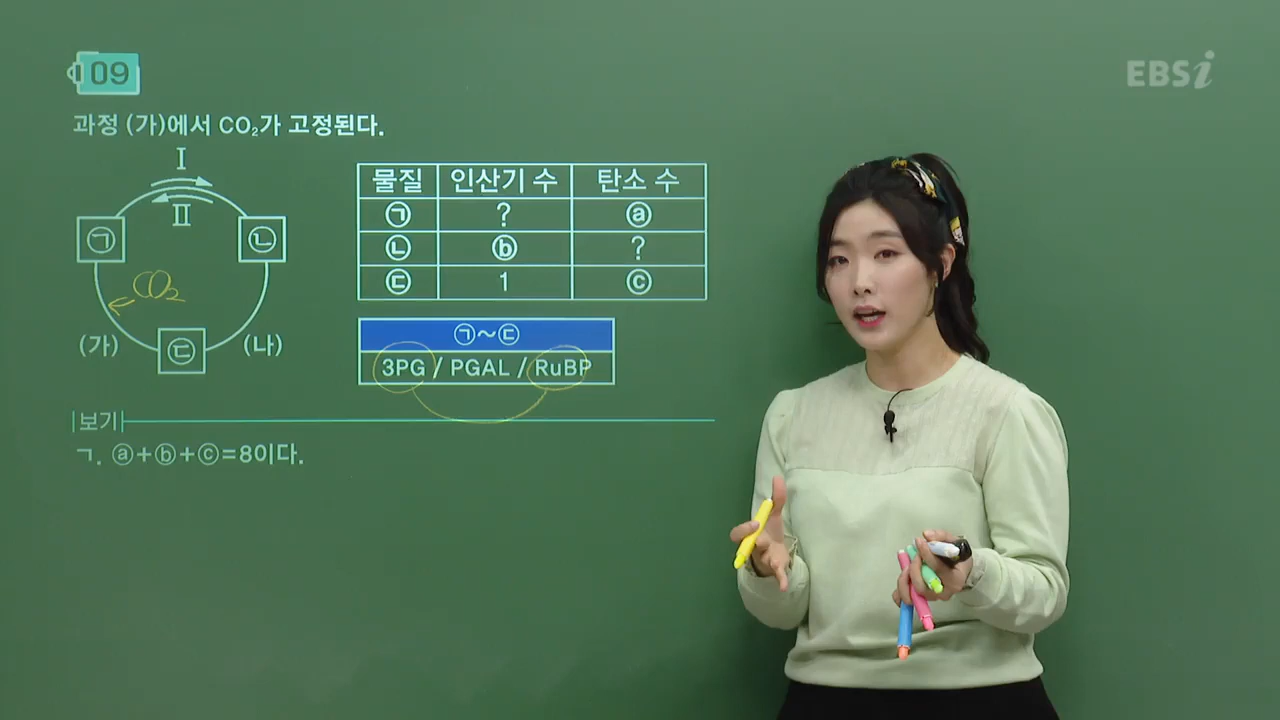 09
EBSi
과정 (가)에서 CO₂가 고정된다.
Ⅰ
Ⅱ
㉠
㉡
CO₂
(가)
㉢
(나)
물질 인산기 수 탄소 수
㉠ ? ⓐ
㉡ ⓑ ?
㉢ 1 ⓒ
㉠~㉢
3PG / PGAL / RuBP
보기
ㄱ. ⓐ+ⓑ+ⓒ=8이다.